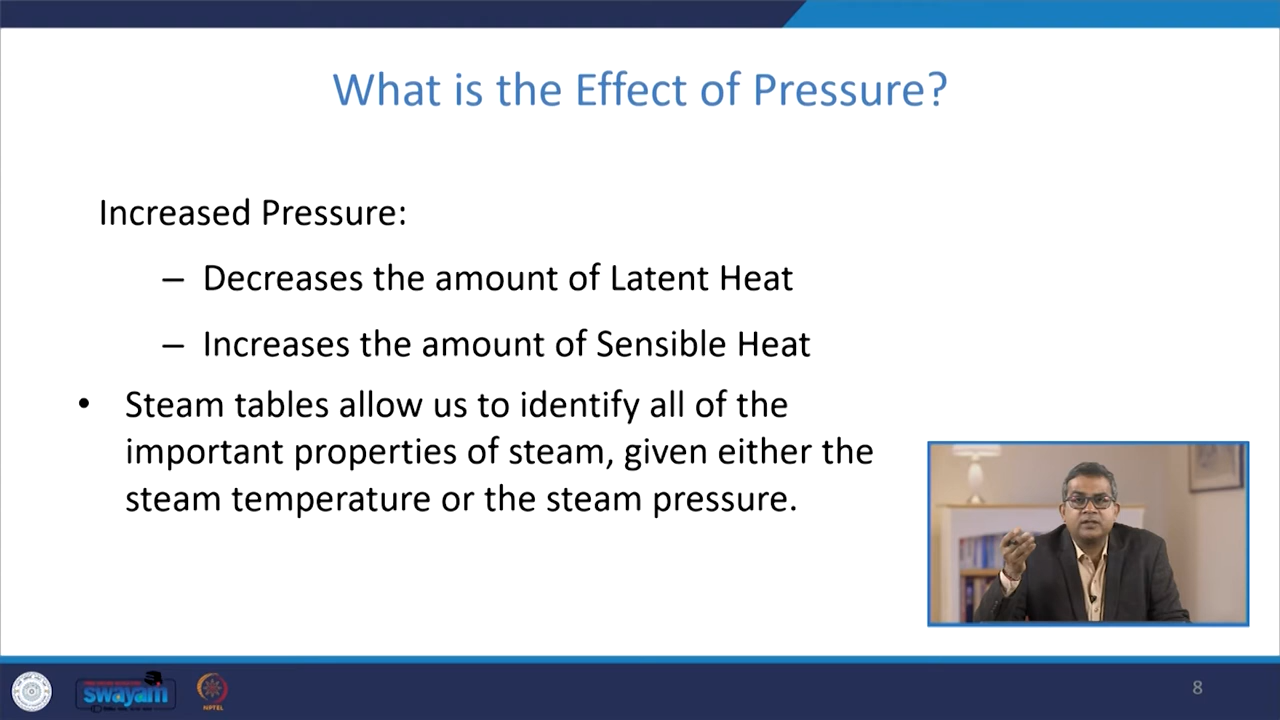 What is the Effect of Pressure?
Increased Pressure:
– Decreases the amount of Latent Heat
– Increases the amount of Sensible Heat
• Steam tables allow us to identify all of the
important properties of steam, given either the
steam temperature or the steam pressure.
swayam
NPTEL
8